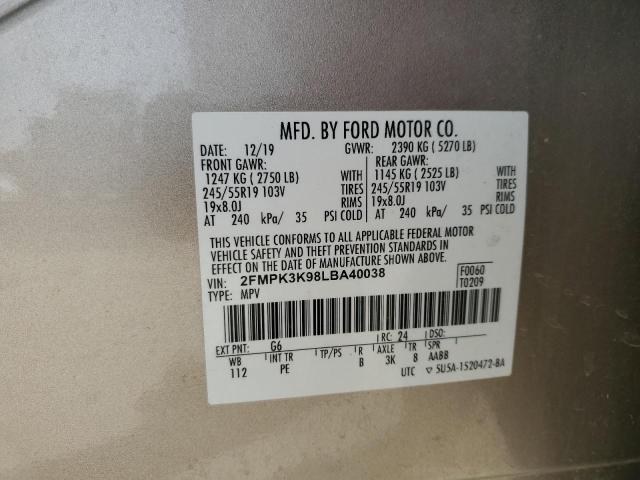 MFD. BY FORD MOTOR CO.
DATE: 12/19 GVWR: 2390 KG ( 5270 LB)
FRONT GAWR: REAR GAWR:
1247 KG ( 2750 LB) WITH 1145 KG ( 2525 LB) WITH
245/55R19 103V TIRES 245/55R19 103V TIRES
19x8.0J RIMS 19x8.0J RIMS
AT 240 kPa/ 35 PSI COLD AT 240 kPa/ 35 PSI COLD
THIS VEHICLE CONFORMS TO ALL APPLICABLE FEDERAL MOTOR
VEHICLE SAFETY AND THEFT PREVENTION STANDARDS IN
EFFECT ON THE DATE OF MANUFACTURE SHOWN ABOVE.
VIN: 2FMPK3K98LBA40038 F0060
TYPE: MPV T0209
EXT PNT: G6 RC: 24 DSO:
WB INT TR TP/PS R AXLE TR SPR
112 PE B 3K 8 AABB
UTC ▽ 5U5A-1520472-BA